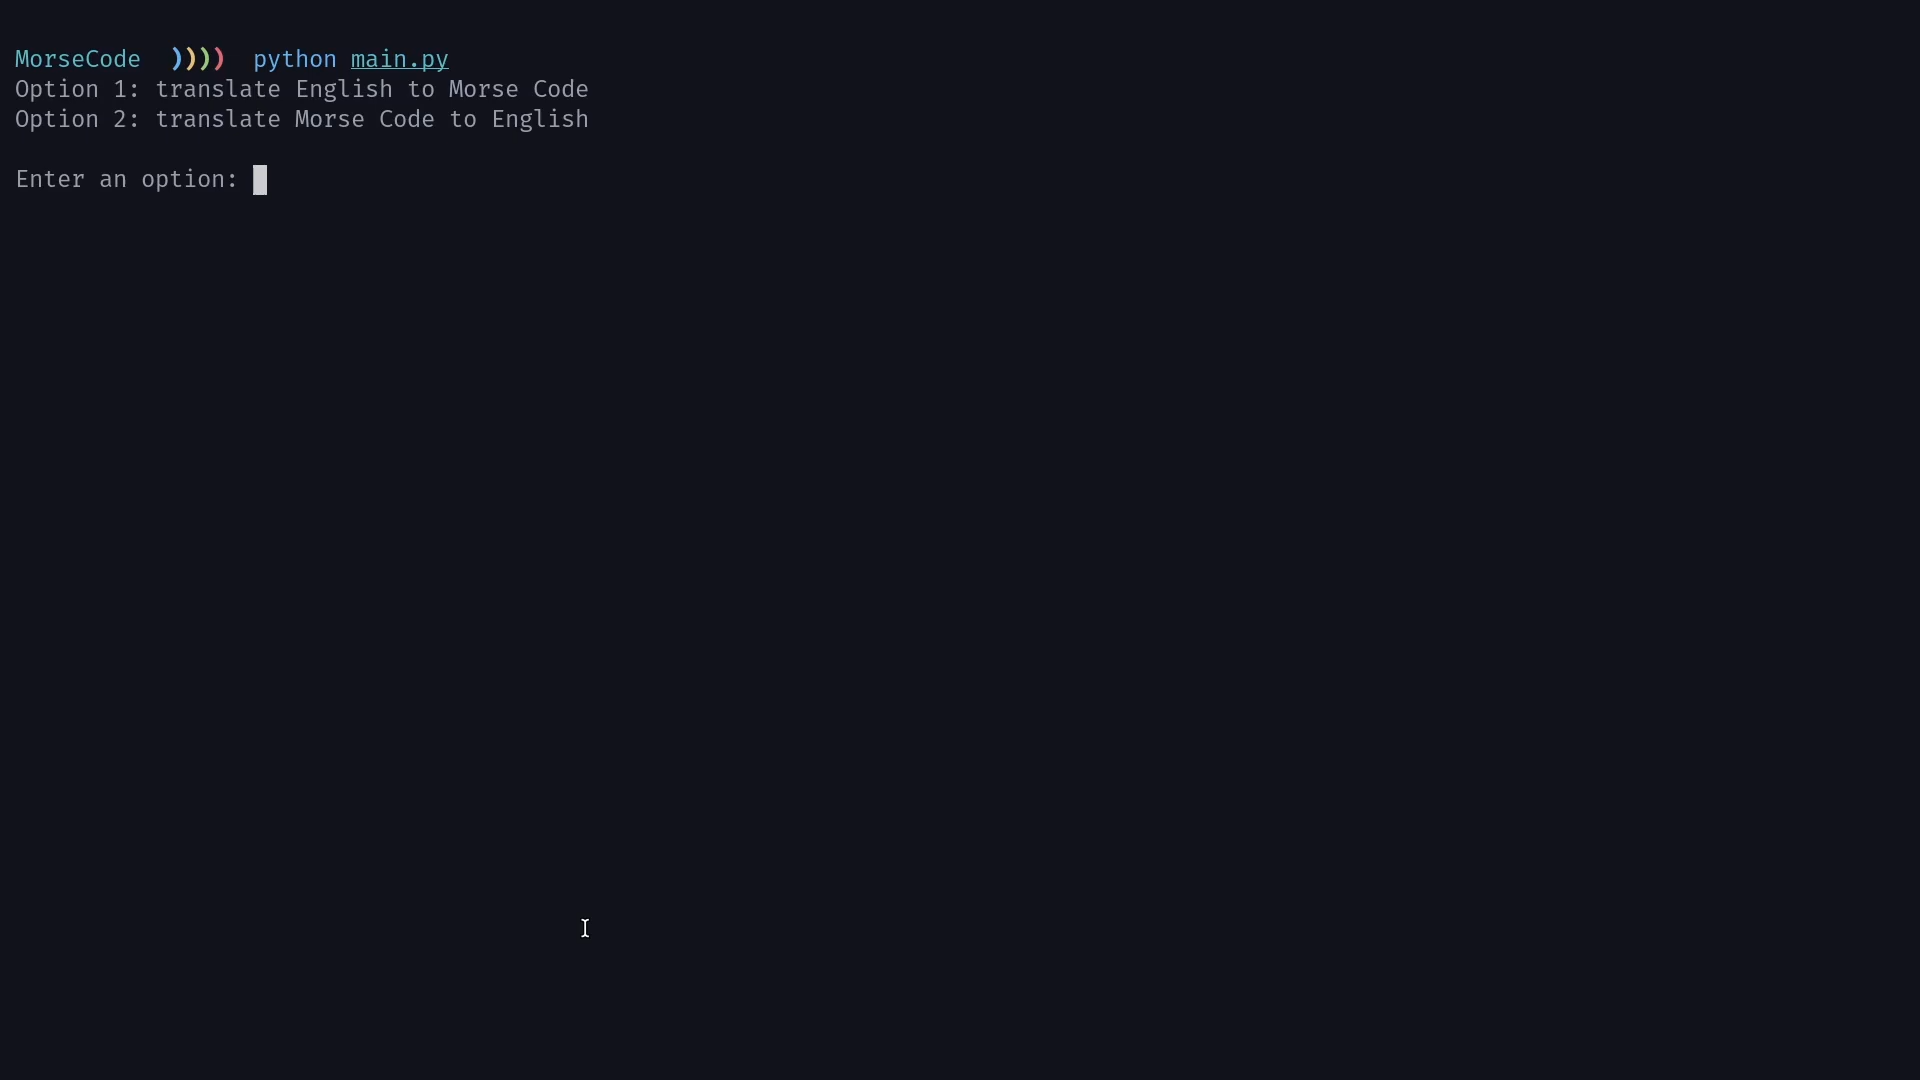 MorseCode )))) python main.py
Option 1: translate English to Morse Code
Option 2: translate Morse Code to English
Enter an option: